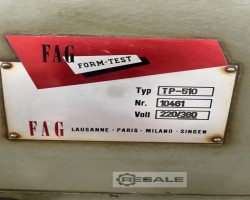 FAG
FORM-TEST
Typ TP-510
Nr. 10461
Volt 220/380
FAG LAUSANNE - PARIS - MILANO - SINGEN
RESALE